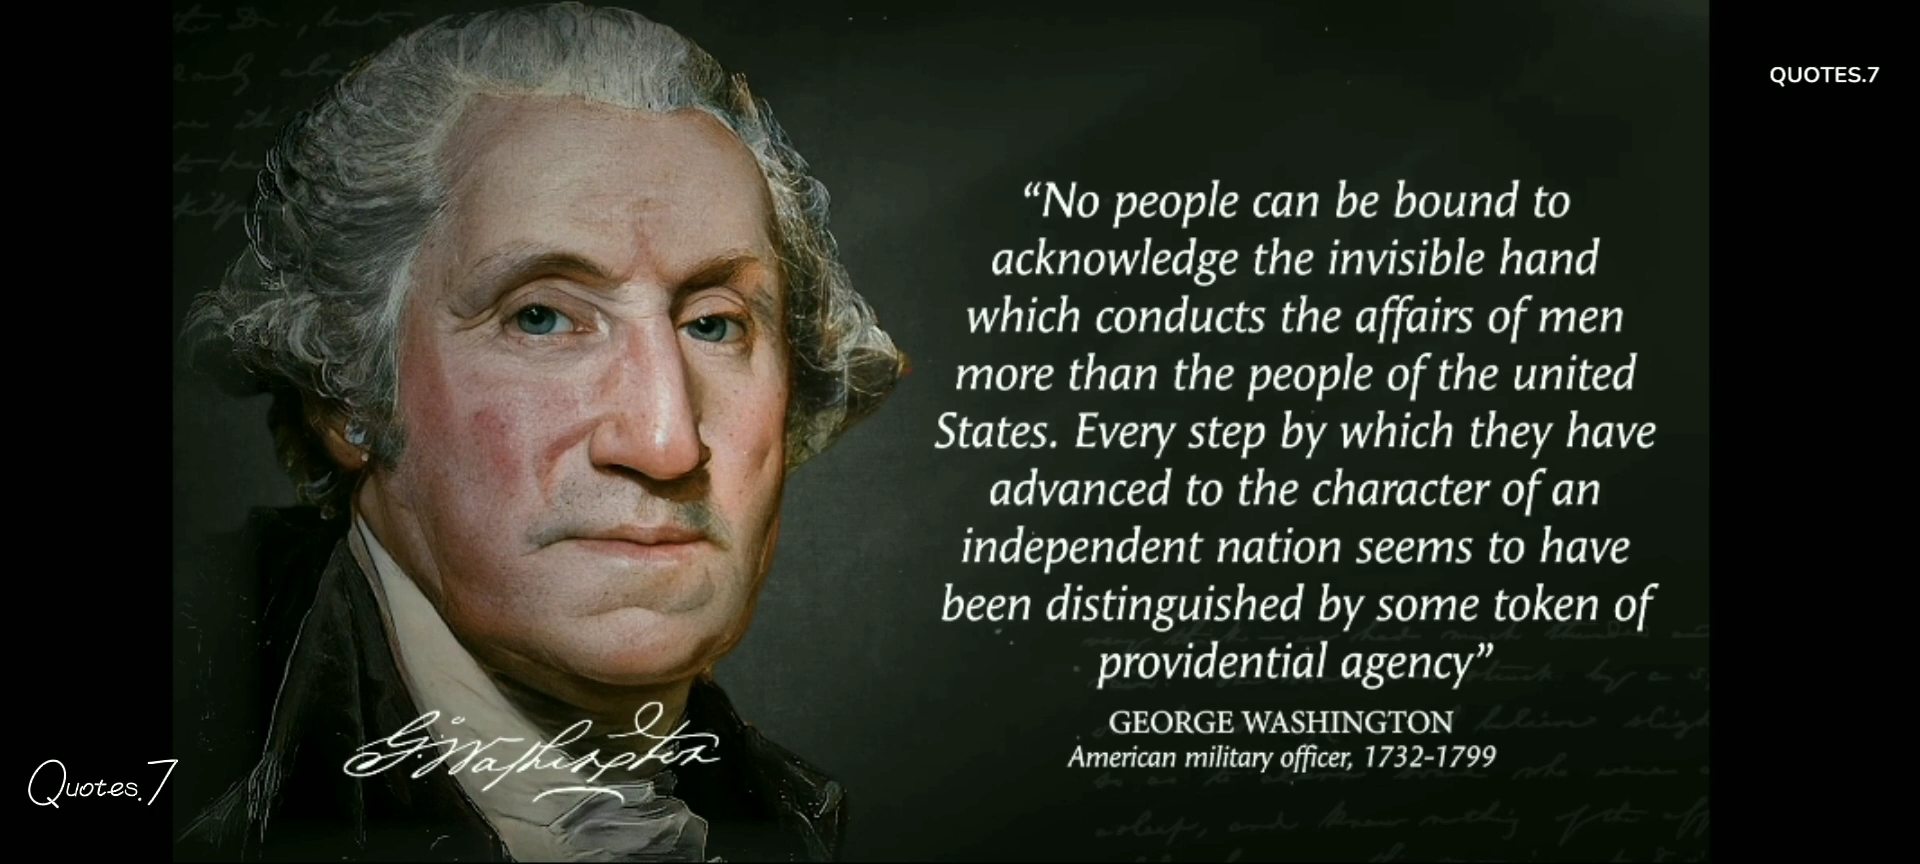 QUOTES.7
“No people can be bound to
acknowledge the invisible hand
which conducts the affairs of men
more than the people of the united
States. Every step by which they have
advanced to the character of an
independent nation seems to have
been distinguished by some token of
providential agency”
GEORGE WASHINGTON
American military officer, 1732-1799
G. Washington
Quotes.7